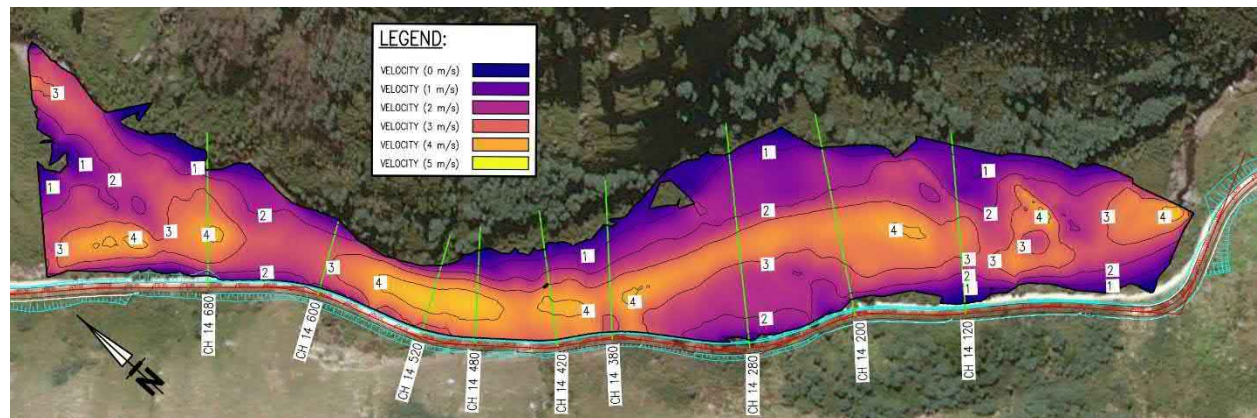 LEGEND:
VELOCITY (0 m/s)
VELOCITY (1 m/s)
VELOCITY (2 m/s)
VELOCITY (3 m/s)
VELOCITY (4 m/s)
VELOCITY (5 m/s)
3
1
2
1
1
3
4
3
4
2
2
3
4
4
4
1
1
2
3
2
3
4
1
2
3
2
1
3
4
3
3
4
2
1
N
CH 14 680
CH 14 600
CH 14 520
CH 14 480
CH 14 420
CH 14 380
CH 14 280
CH 14 200
CH 14 120